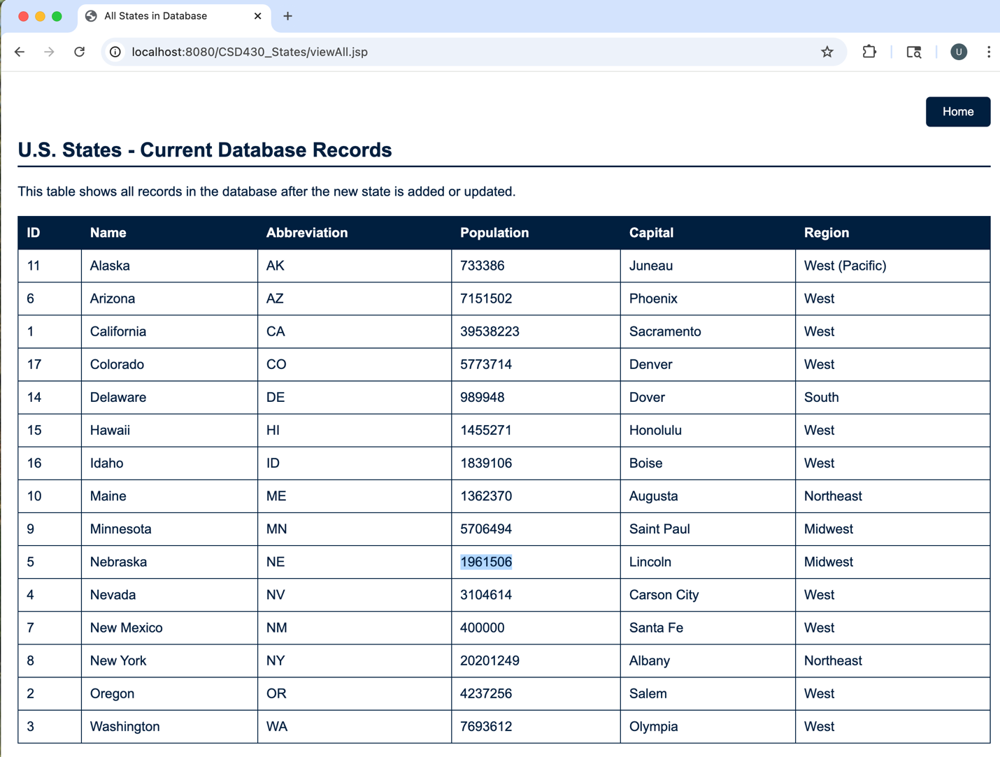 All States in Database
localhost:8080/CSD430_States/viewAll.jsp
U
Home
U.S. States - Current Database Records
This table shows all records in the database after the new state is added or updated.
ID Name Abbreviation Population Capital Region
11 Alaska AK 733386 Juneau West (Pacific)
6 Arizona AZ 7151502 Phoenix West
1 California CA 39538223 Sacramento West
17 Colorado CO 5773714 Denver West
14 Delaware DE 989948 Dover South
15 Hawaii HI 1455271 Honolulu West
16 Idaho ID 1839106 Boise West
10 Maine ME 1362370 Augusta Northeast
9 Minnesota MN 5706494 Saint Paul Midwest
5 Nebraska NE 1961506 Lincoln Midwest
4 Nevada NV 3104614 Carson City West
7 New Mexico NM 400000 Santa Fe West
8 New York NY 20201249 Albany Northeast
2 Oregon OR 4237256 Salem West
3 Washington WA 7693612 Olympia West